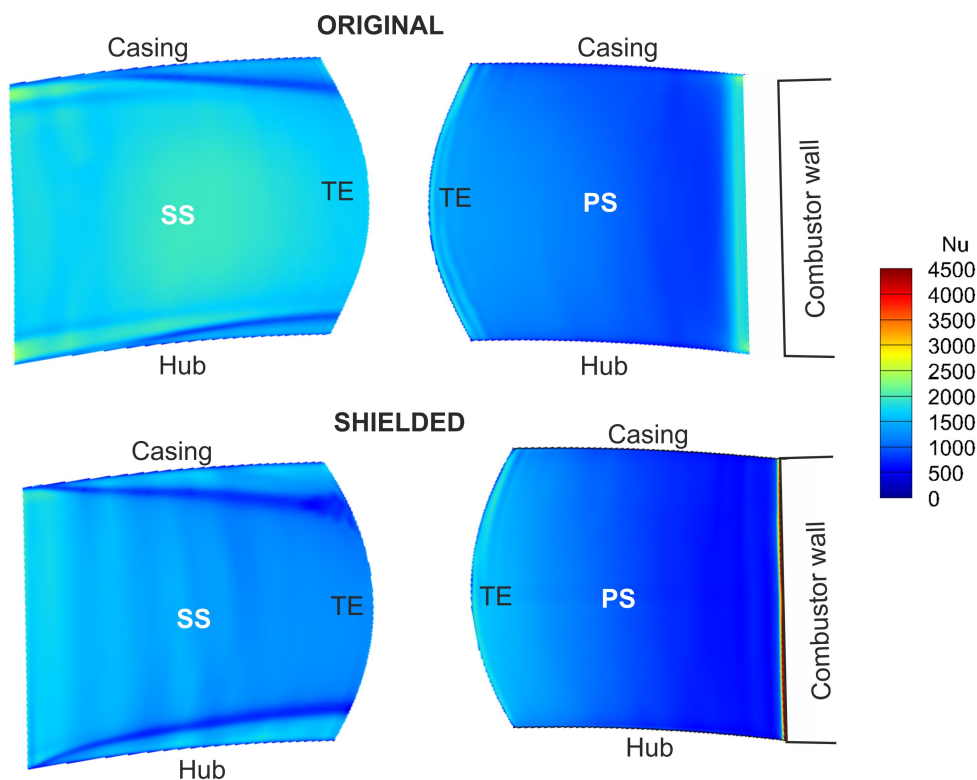 ORIGINAL
Casing
Casing
SS
TE
TE
PS
Combustor wall
Hub
Hub
Nu
4500
4000
3500
3000
2500
2000
1500
1000
500
0
SHIELDED
Casing
Casing
SS
TE
TE
PS
Combustor wall
Hub
Hub